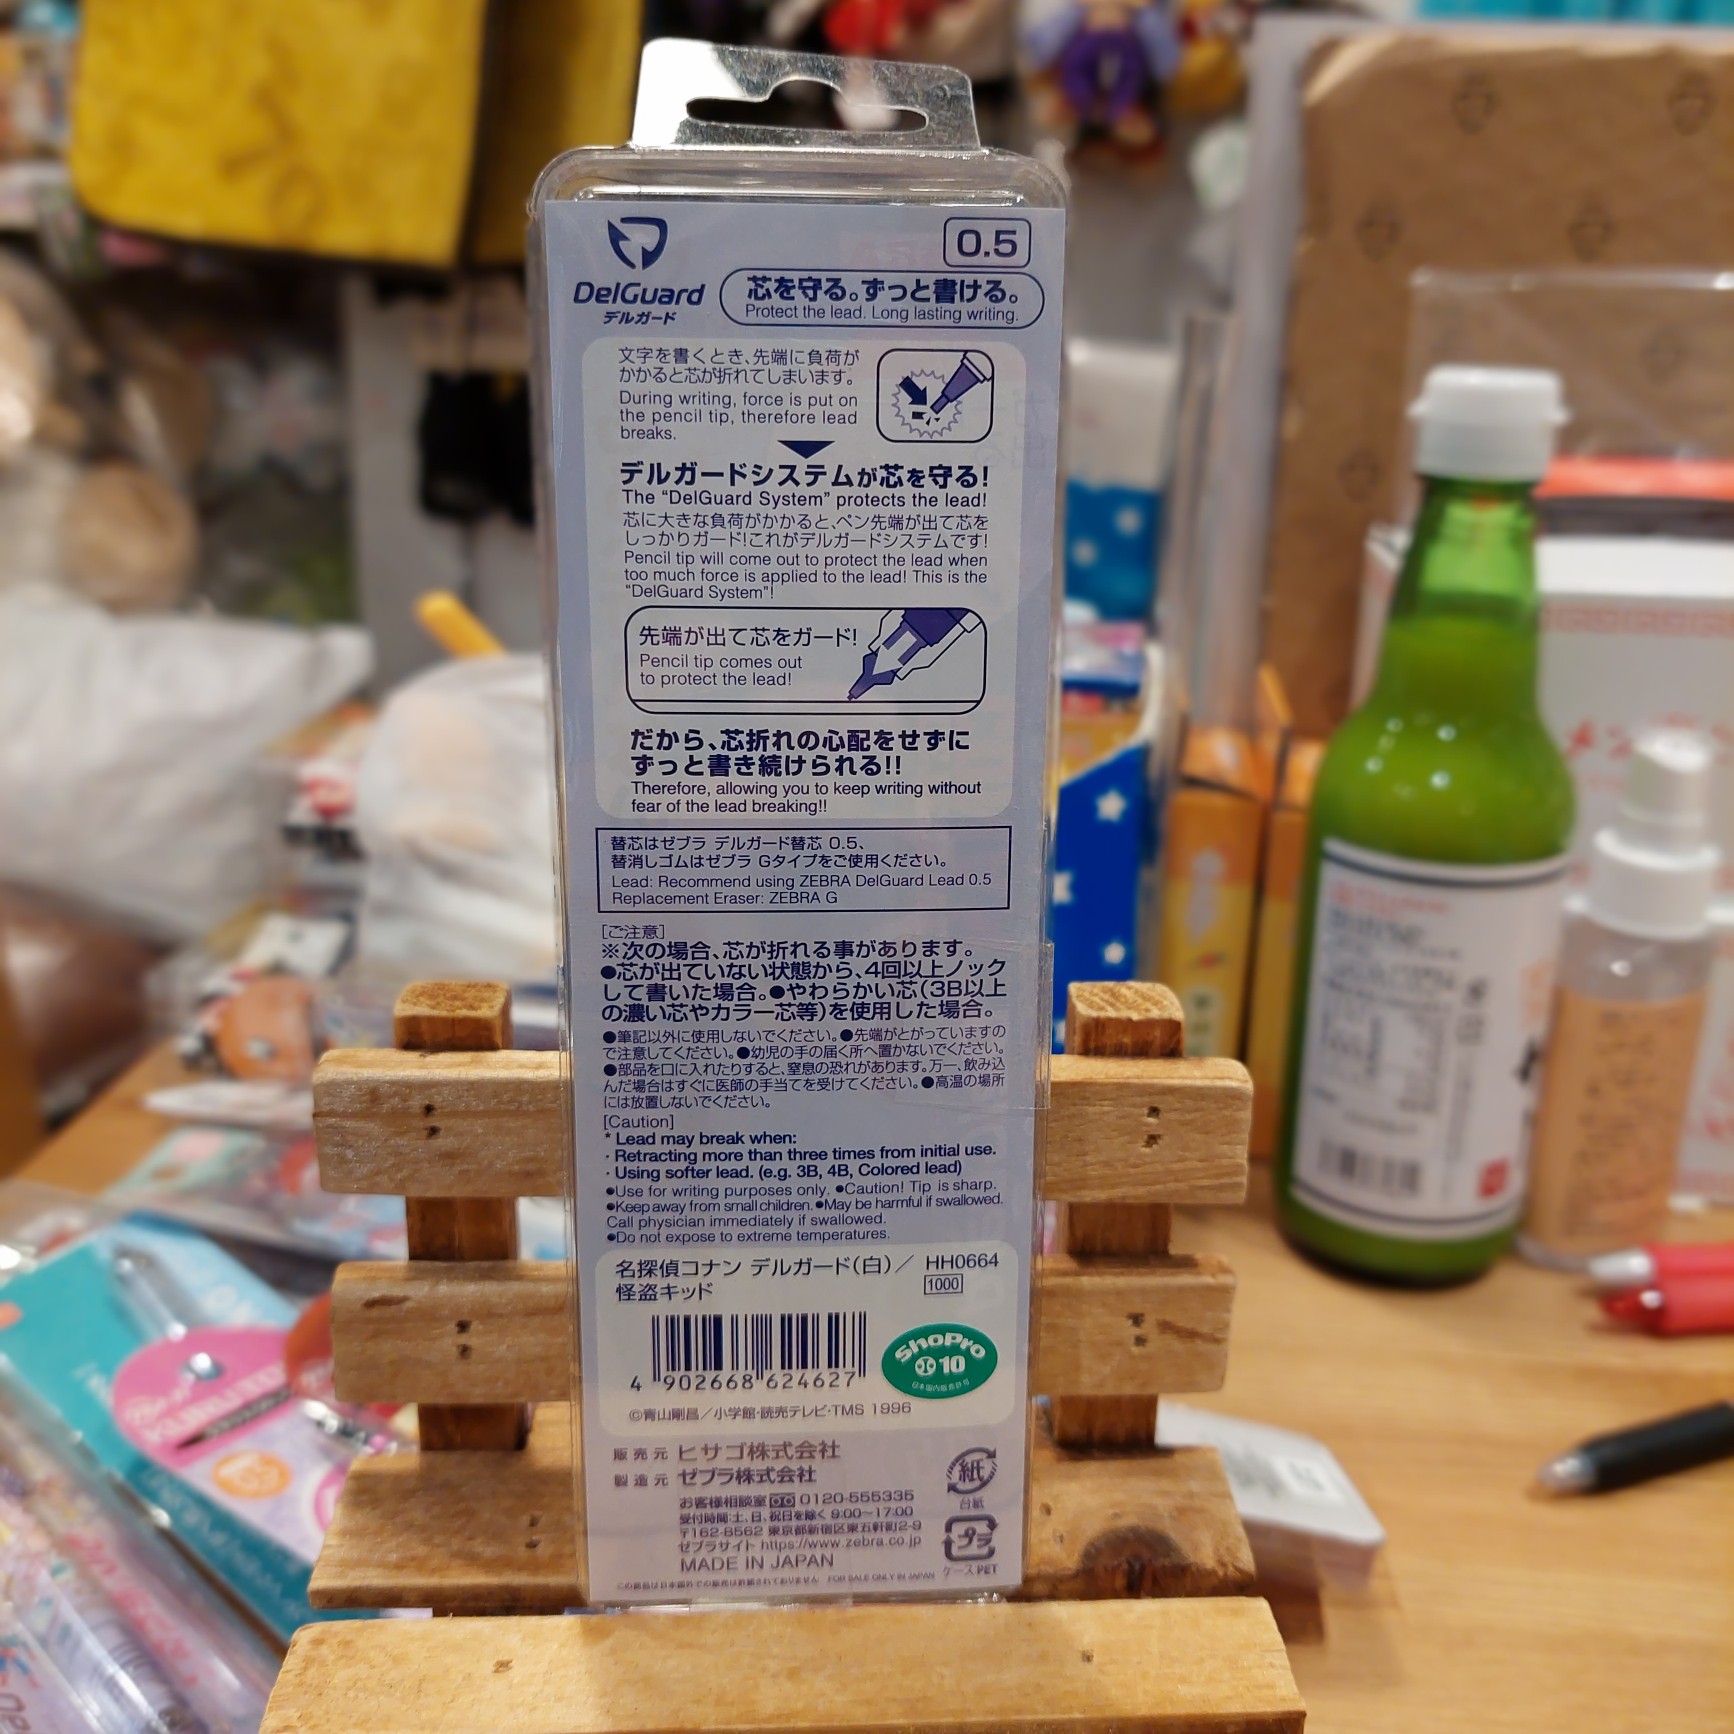 0.5
DelGuard
デルガード
芯を守る。ずっと書ける。
Protect the lead. Long lasting writing.
文字を書くとき、先端に負荷が
かかると芯が折れてしまいます。
During writing, force is put on
the pencil tip, therefore lead
breaks.
デルガードシステムが芯を守る!
The “DelGuard System” protects the lead!
芯に大きな負荷がかかると、ペン先端が出て芯を
しっかりガード!これがデルガードシステムです!
Pencil tip will come out to protect the lead when
too much force is applied to the lead! This is the
“DelGuard System”!
先端が出て芯をガード!
Pencil tip comes out
to protect the lead!
だから、芯折れの心配をせずに
ずっと書き続けられる!!
Therefore, allowing you to keep writing without
fear of the lead breaking!!
替芯はゼブラ デルガード替芯 0.5、
替消しゴムはゼブラ Gタイプをご使用ください。
Lead: Recommend using ZEBRA DelGuard Lead 0.5
Replacement Eraser: ZEBRA G
[ご注意]
※次の場合、芯が折れる事があります。
●芯が出ていない状態から、4回以上ノック
して書いた場合。●やわらかい芯(3B以上
の濃い芯やカラー芯等)を使用した場合。
●筆記以外に使用しないでください。●先端がとがっていますの
で注意してください。●幼児の手の届く所へ置かないでください。
●部品を口に入れたりすると、窒息の恐れがあります。万一、飲み込
んだ場合はすぐに医師の手当てを受けてください。●高温の場所
には放置しないでください。
[Caution]
* Lead may break when:
· Retracting more than three times from initial use.
· Using softer lead. (e.g. 3B, 4B, Colored lead)
●Use for writing purposes only. ●Caution! Tip is sharp.
●Keep away from small children. ●May be harmful if swallowed.
Call physician immediately if swallowed.
●Do not expose to extreme temperatures.
名探偵コナン デルガード(白)／ HH0664
怪盗キッド 1000
4 902668 624627
ShoPro
10
©青山剛昌／小学館・読売テレビ・TMS 1996
販売元 ヒサゴ株式会社
製造元 ゼブラ株式会社
お客様相談室 0120-555335
受付時間:土、日、祝日を除く 9:00～17:00
〒162-8562 東京都新宿区東五軒町2-9
ゼブラサイト https://www.zebra.co.jp
MADE IN JAPAN
この商品は日本国外での販売は許諾されておりません FOR SALE ONLY IN JAPAN
紙
台紙
プラ
ケースPET